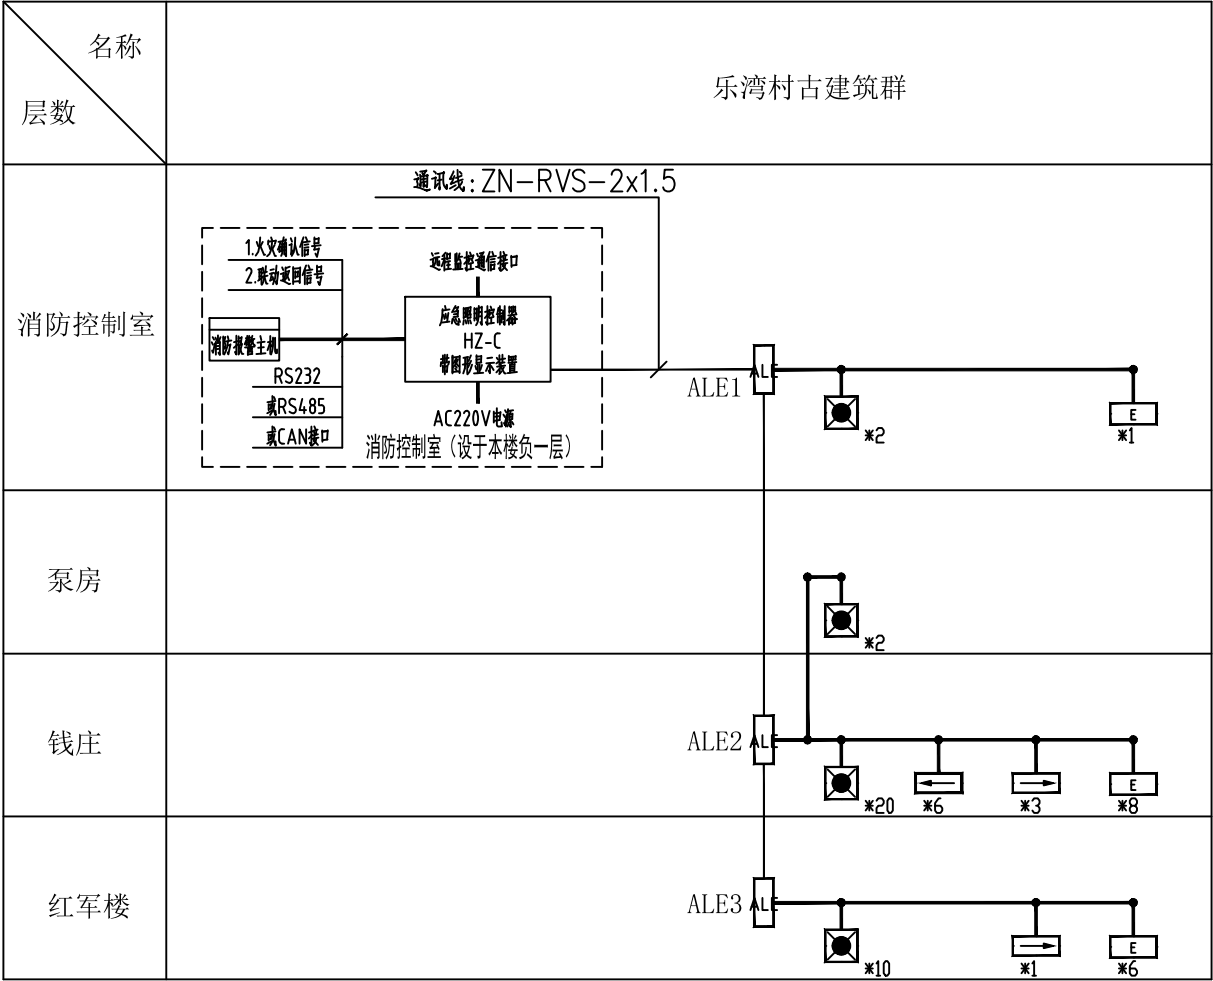 名称
层数
乐湾村古建筑群
消防控制室
通讯线:ZN-RVS-2x1.5
1.火灾确认信号
2.联动返回信号
消防报警主机
RS232
或RS485
或CAN接口
远程监控通信接口
应急照明控制器
HZ-C
带图形显示装置
AC220V电源
消防控制室（设于本楼负一层）
ALE1
ALE
*2
E
*1
泵房
*2
钱庄
ALE2
ALE
*20
*6
*3
E
*8
红军楼
ALE3
ALE
*10
*1
E
*6